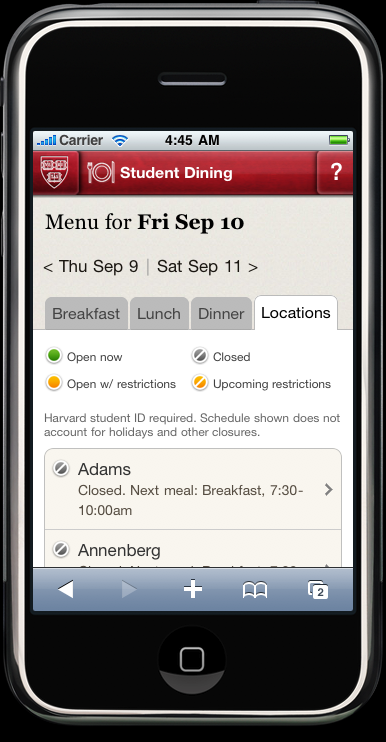 Carrier 4:45 AM
Student Dining ?
Menu for Fri Sep 10
< Thu Sep 9 | Sat Sep 11 >
Breakfast Lunch Dinner Locations
Open now Closed
Open w/ restrictions Upcoming restrictions
Harvard student ID required. Schedule shown does not
account for holidays and other closures.
Adams
Closed. Next meal: Breakfast, 7:30-
10:00am
Annenberg
2